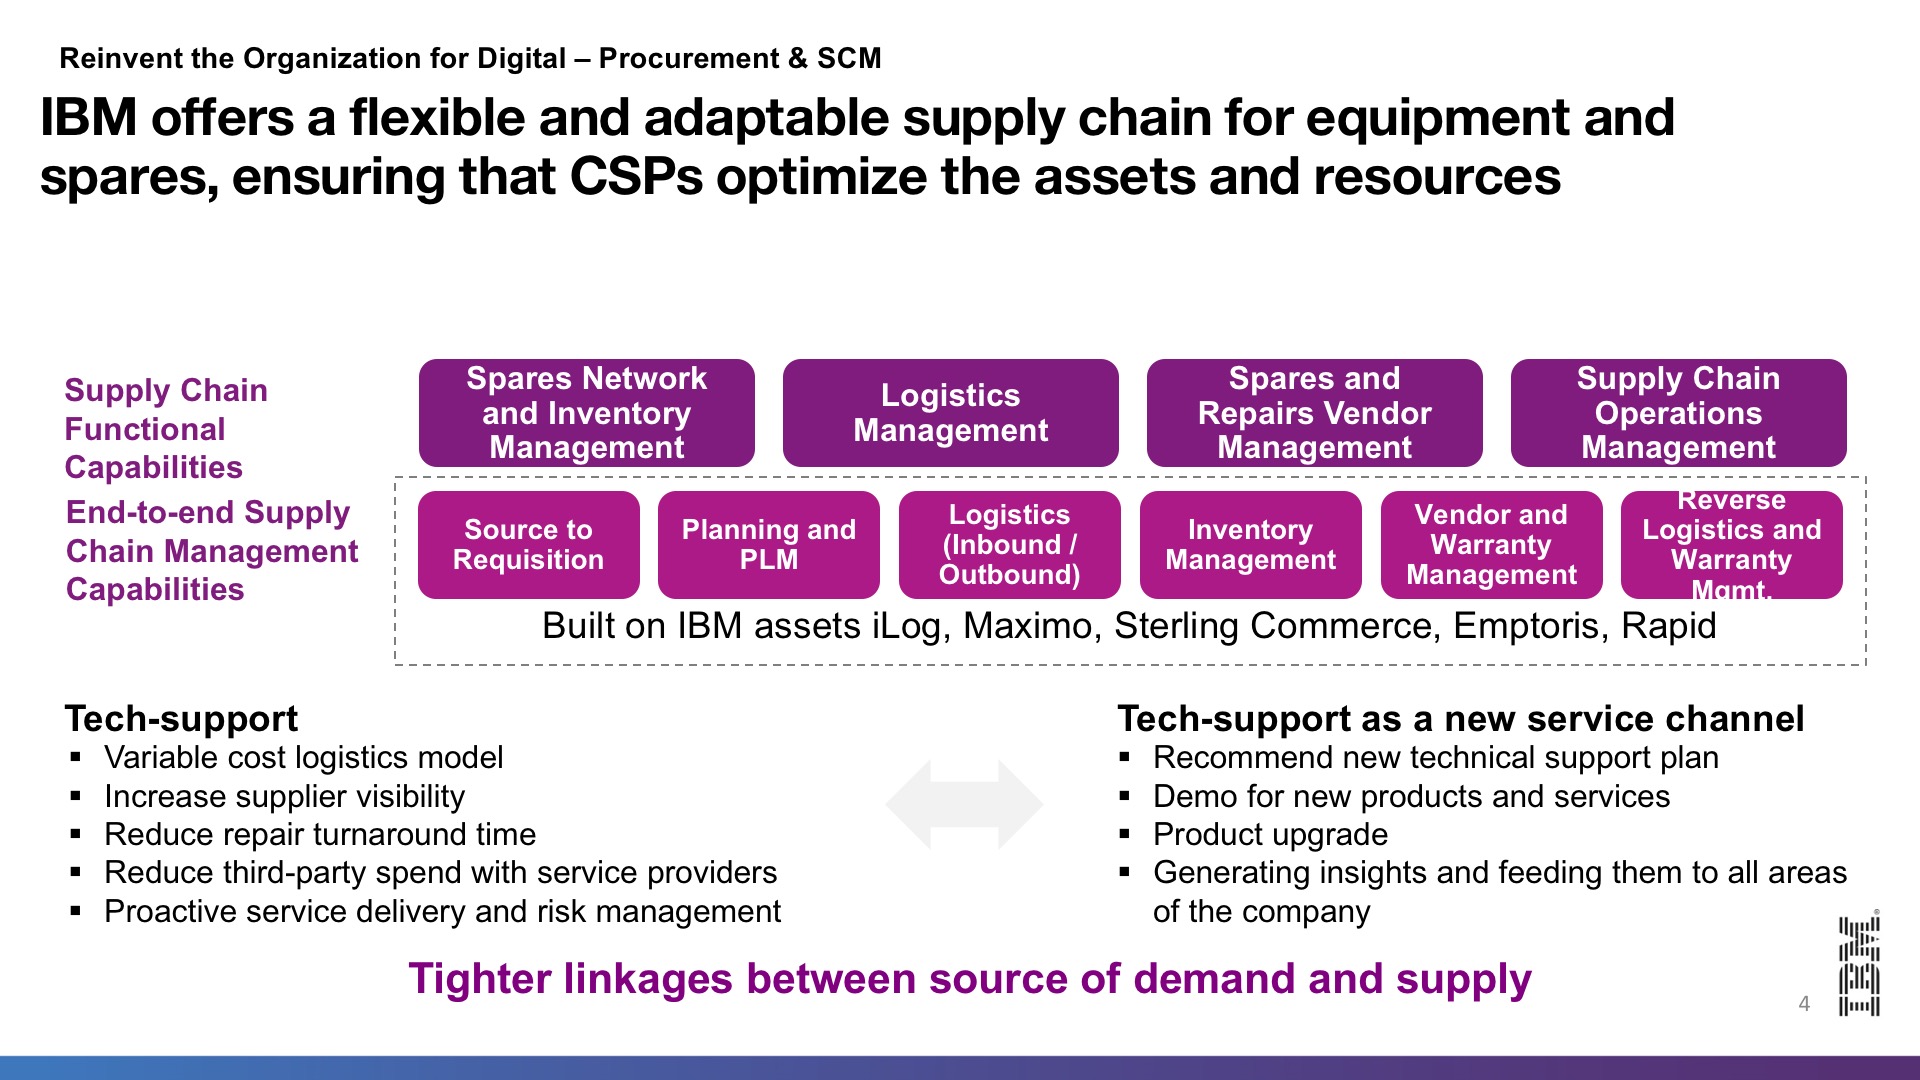 Reinvent the Organization for Digital – Procurement & SCM
IBM offers a flexible and adaptable supply chain for equipment and
spares, ensuring that CSPs optimize the assets and resources
Supply Chain
Functional
Capabilities
Spares Network
and Inventory
Management
Logistics
Management
Spares and
Repairs Vendor
Management
Supply Chain
Operations
Management
End-to-end Supply
Chain Management
Capabilities
Source to
Requisition
Planning and
PLM
Logistics
(Inbound /
Outbound)
Inventory
Management
Vendor and
Warranty
Management
Reverse
Logistics and
Warranty
Mgmt.
Built on IBM assets iLog, Maximo, Sterling Commerce, Emptoris, Rapid
Tech-support
▪ Variable cost logistics model
▪ Increase supplier visibility
▪ Reduce repair turnaround time
▪ Reduce third-party spend with service providers
▪ Proactive service delivery and risk management
Tech-support as a new service channel
▪ Recommend new technical support plan
▪ Demo for new products and services
▪ Product upgrade
▪ Generating insights and feeding them to all areas
of the company
Tighter linkages between source of demand and supply
4
IBM®